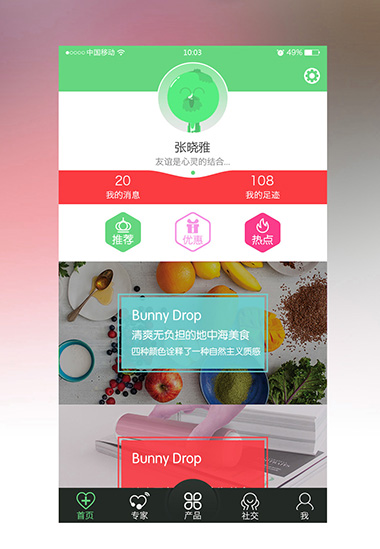 中国移动
10:03
49%
张晓雅
友谊是心灵的结合...
20
我的消息
108
我的足迹
推荐
优惠
热点
Bunny Drop
清爽无负担的地中海美食
四种颜色诠释了一种自然主义质感
Bunny Drop
首页
专家
产品
社交
我